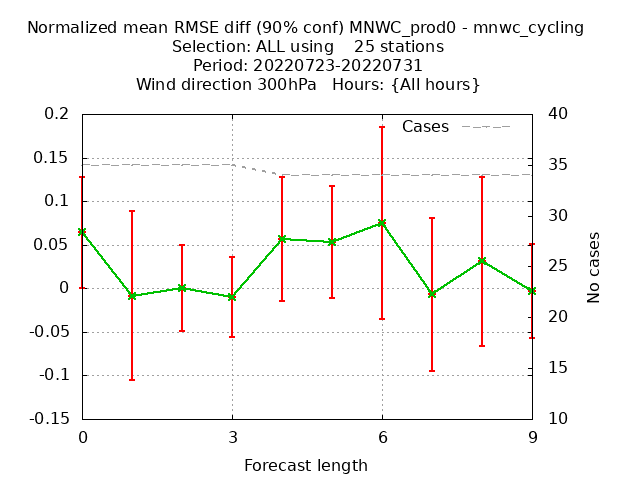 Normalized mean RMSE diff (90% conf) MNWC_prod0 - mnwc_cycling
Selection: ALL using    25 stations
Period: 20220723-20220731
Wind direction 300hPa   Hours: {All hours}
Cases
0.2
0.15
0.1
0.05
0
-0.05
-0.1
-0.15
40
35
30
25
20
15
10
No cases
0 3 6 9
Forecast length